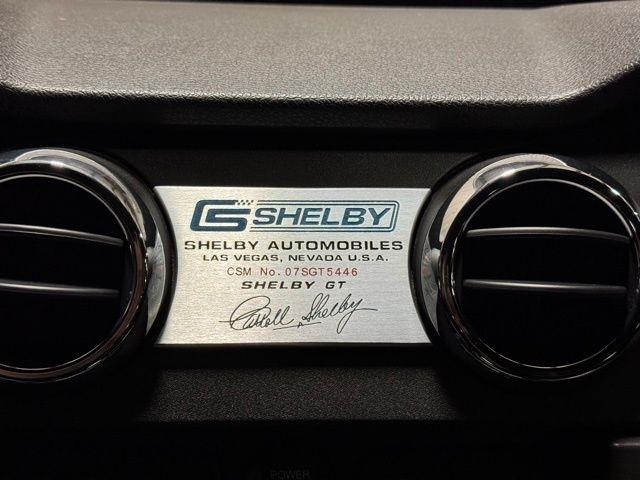 CS SHELBY
SHELBY AUTOMOBILES
LAS VEGAS, NEVADA U.S.A.
CSM No. 07SGT5446
SHELBY GT
Carroll Shelby
POWER